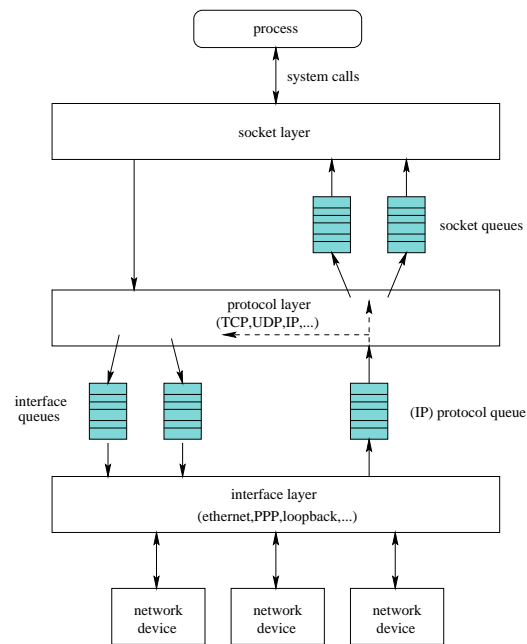 process
system calls
socket layer
socket queues
protocol layer
(TCP,UDP,IP,...)
interface
queues
(IP) protocol queue
interface layer
(ethernet,PPP,loopback,...)
network
device
network
device
network
device